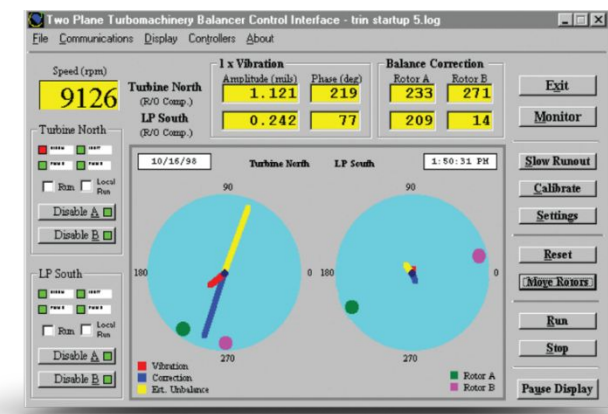 Two Plane Turbomachinery Balancer Control Interface - trin startup 5.log
File Communications Display Controllers About
Speed (rpm)
9126
1 x Vibration
Balance Correction
Amplitude (mils) Phase (deg) Rotor A Rotor B
Turbine North
(R/O Comp.)
1.121 219 233 271
LP South
(R/O Comp.)
0.242 77 209 14
Turbine North
Run Local Run
Disable A
Disable B
LP South
Run Local Run
Disable A
Disable B
10/16/98 Turbine North LP South 1:50:31 PM
90 90
180 0 180 0
270 270
Vibration
Correction
Ext. Unbalance
Rotor A
Rotor B
Exit
Monitor
Slow Runout
Calibrate
Settings
Reset
Move Rotors
Run
Stop
Pause Display